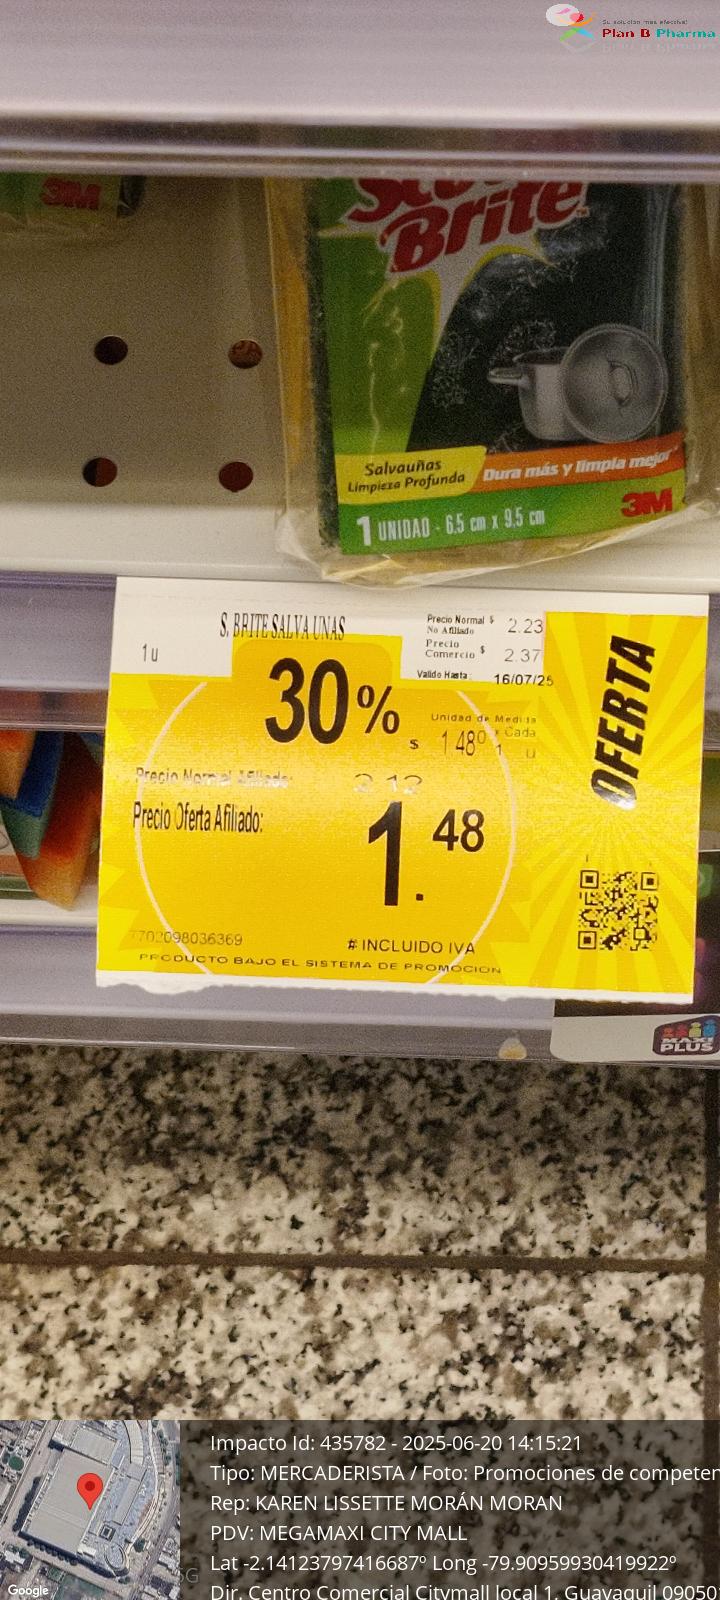 Su solución más efectiva!
Plan B Pharma
3M
Scotch
Brite
Salvauñas
Limpieza Profunda
Dura más y limpia mejor
3M
1 UNIDAD - 6.5 cm x 9.5 cm
S. BRITE SALVA UNAS
1 u
Precio Normal $ 2.23
No Afiliado
Precio $ 2.37
Comercio
Valido Hasta: 16/07/25
OFERTA
30%
Unidad de Medida
$ 1.480 x Cada
1 u
Precio Normal Afiliado: 2.12
Precio Oferta Afiliado:
1.48
7702098036369
# INCLUIDO IVA
PRODUCTO BAJO EL SISTEMA DE PROMOCION
MAXI
PLUS
Impacto Id: 435782 - 2025-06-20 14:15:21
Tipo: MERCADERISTA / Foto: Promociones de competen
Rep: KAREN LISSETTE MORÁN MORAN
PDV: MEGAMAXI CITY MALL
Lat -2.14123797416687º Long -79.90959930419922º
Dir. Centro Comercial Citymall local 1, Guayaquil 09050
Google